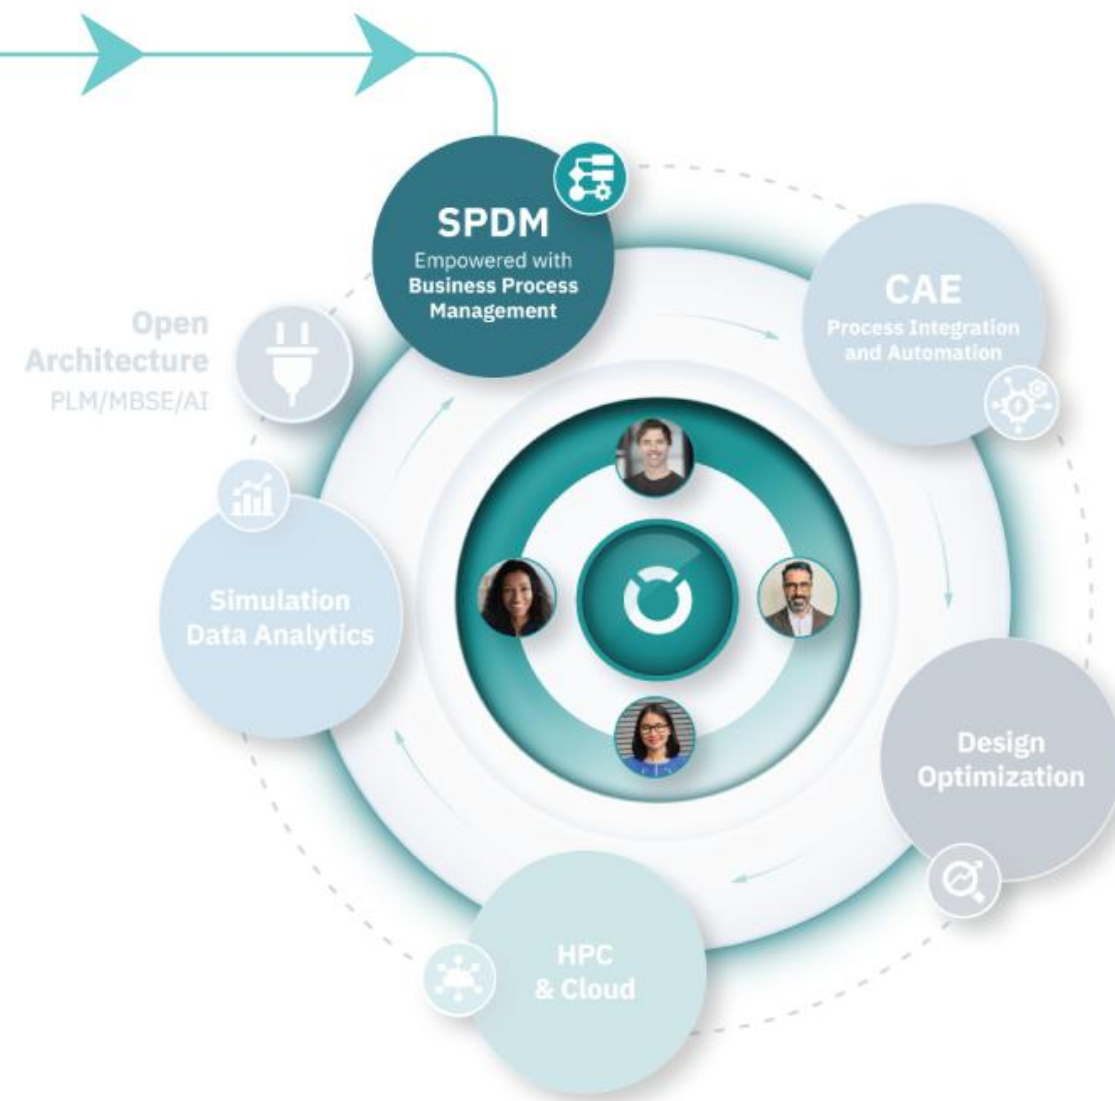 SPDM
Empowered with
Business Process
Management
CAE
Process Integration
and Automation
Open
Architecture
PLM/MBSE/AI
Simulation
Data Analytics
Design
Optimization
HPC
& Cloud